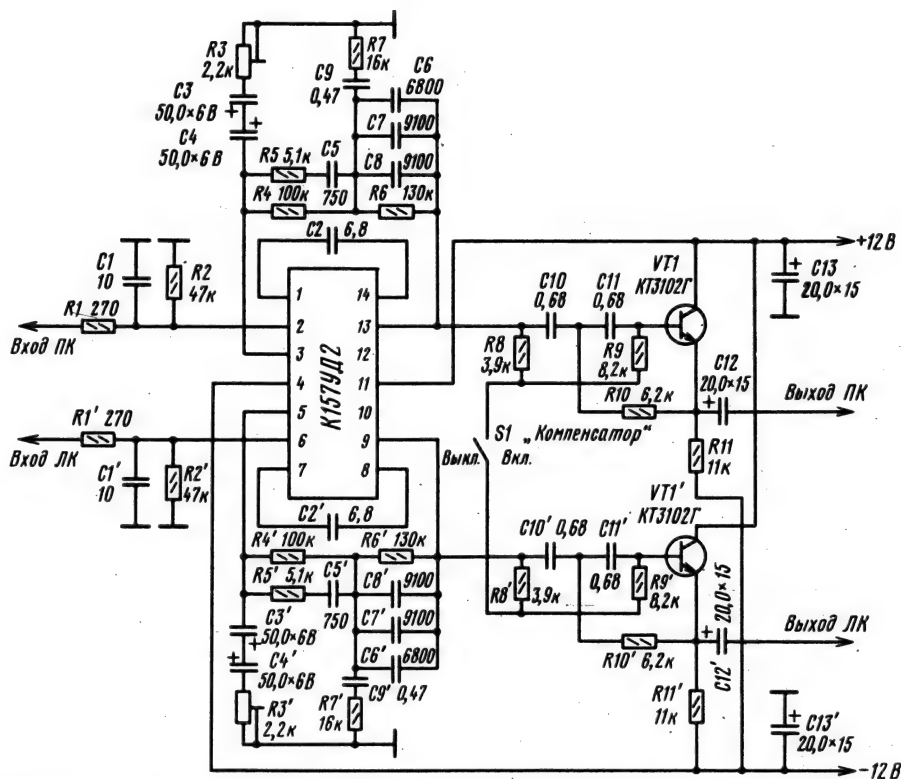 R3
2,2к
C3
50,0×6В
C4
50,0×6В
R7
16к
C9
0,47
C6
6800
C7
9100
C8
9100
R5 5,1к
C5
750
R4 100к
R6
130к
C2
6,8
C1
10
R2
47к
R1 270
Вход ПК
1
2
3
4
5
6
7
14
13
12
11
10
9
8
К157УД2
C10
0,68
C11
0,68
VT1
КТ3102Г
+12В
C13
20,0×15
R8
3,9к
R9
8,2к
C12
20,0×15
R10 6,2к
Выход ПК
R11
11к
S1 „Компенсатор“
Выкл.
Вкл.
R1' 270
Вход ЛК
C1'
10
R2'
47к
C2'
6,8
R4' 100к
R6' 130к
R5' 5,1к
C5'
750
C8'
9100
C7'
9100
C6'
6800
C3'
50,0×6В
C4'
50,0×6В
R3'
2,2к
R7'
16к
C9' 0,47
C10' 0,68
C11'
0,68
VT1'
КТ3102Г
R8'
3,9к
R9'
8,2к
20,0×15
C12'
Выход ЛК
R10' 6,2к
R11'
11к
C13'
20,0×15
−12В